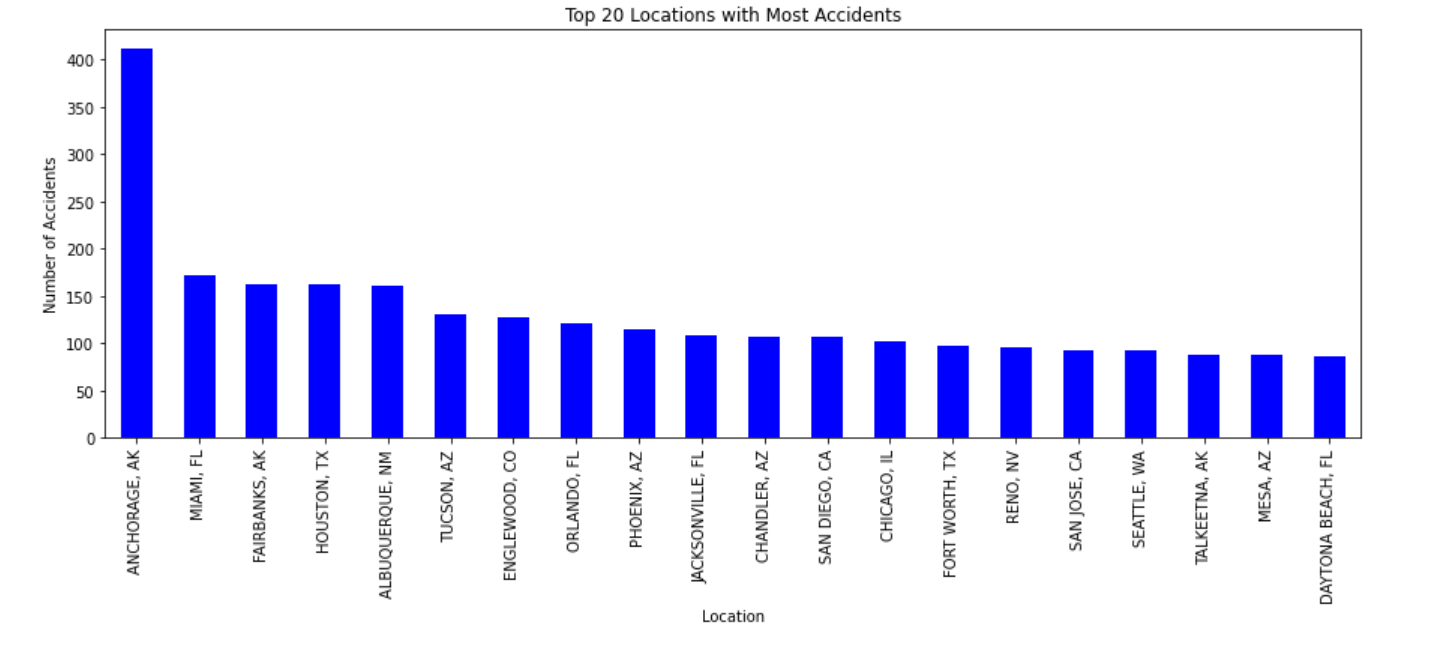 Top 20 Locations with Most Accidents
Number of Accidents
400
350
300
250
200
150
100
50
0
ANCHORAGE, AK
MIAMI, FL
FAIRBANKS, AK
HOUSTON, TX
ALBUQUERQUE, NM
TUCSON, AZ
ENGLEWOOD, CO
ORLANDO, FL
PHOENIX, AZ
JACKSONVILLE, FL
CHANDLER, AZ
SAN DIEGO, CA
CHICAGO, IL
FORT WORTH, TX
RENO, NV
SAN JOSE, CA
SEATTLE, WA
TALKEETNA, AK
MESA, AZ
DAYTONA BEACH, FL
Location